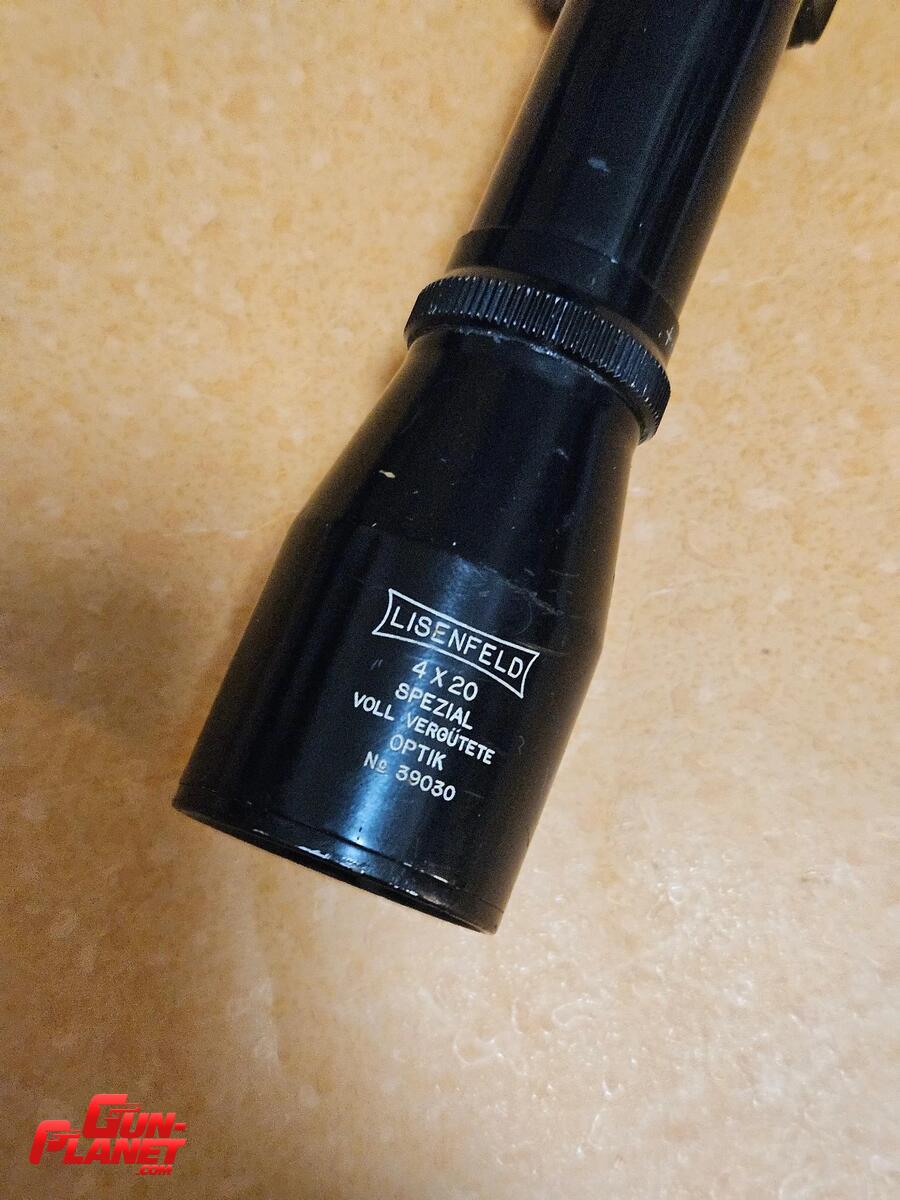 LISENFELD
4 X 20
SPEZIAL
VOLL VERGÜTETE
OPTIK
No 39030
GUN-
PLANET
.COM